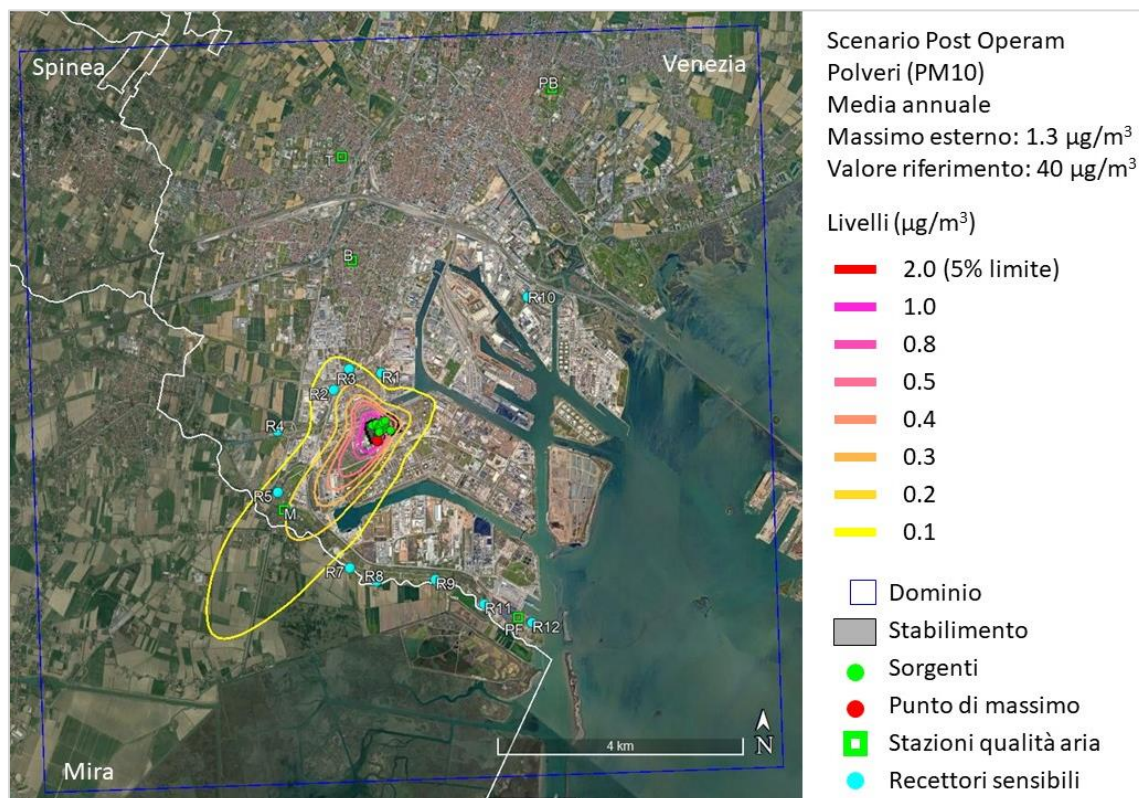 Spinea
Venezia
PB
T
B
R10
R3
R1
R2
R4
R5
M
R7
R8
R9
R11
PF
R12
4 km
N
Mira
Scenario Post Operam
Polveri (PM10)
Media annuale
Massimo esterno: 1.3 µg/m³
Valore riferimento: 40 µg/m³
Livelli (µg/m³)
2.0 (5% limite)
1.0
0.8
0.5
0.4
0.3
0.2
0.1
Dominio
Stabilimento
Sorgenti
Punto di massimo
Stazioni qualità aria
Recettori sensibili